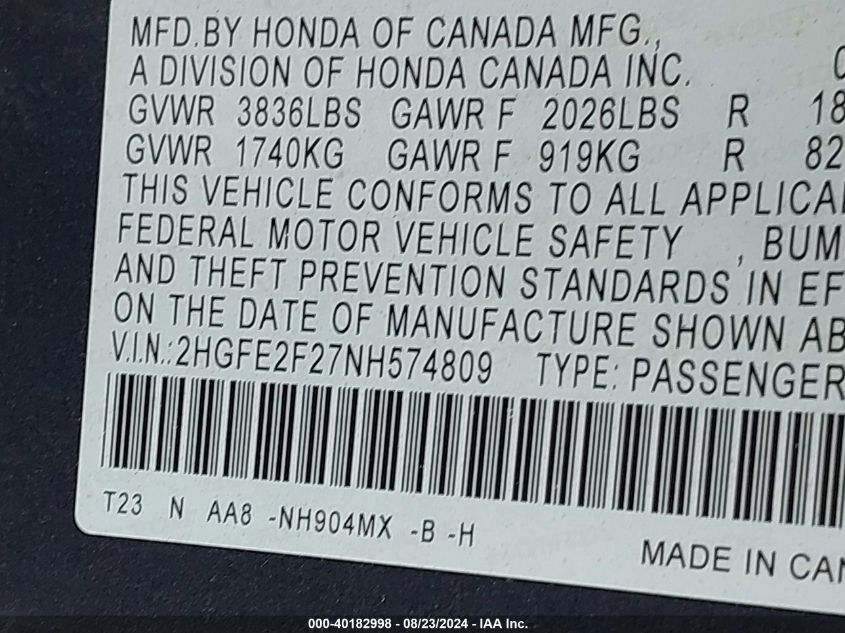 MFD.BY HONDA OF CANADA MFG.,
A DIVISION OF HONDA CANADA INC.
GVWR 3836LBS GAWR F 2026LBS R 18
GVWR 1740KG GAWR F 919KG R 82
THIS VEHICLE CONFORMS TO ALL APPLICA
FEDERAL MOTOR VEHICLE SAFETY , BUM
AND THEFT PREVENTION STANDARDS IN EF
ON THE DATE OF MANUFACTURE SHOWN AB
V.I.N.:2HGFE2F27NH574809 TYPE: PASSENGER
T23 N AA8 -NH904MX -B -H
MADE IN CAN
000-40182998 - 08/23/2024 - IAA Inc.